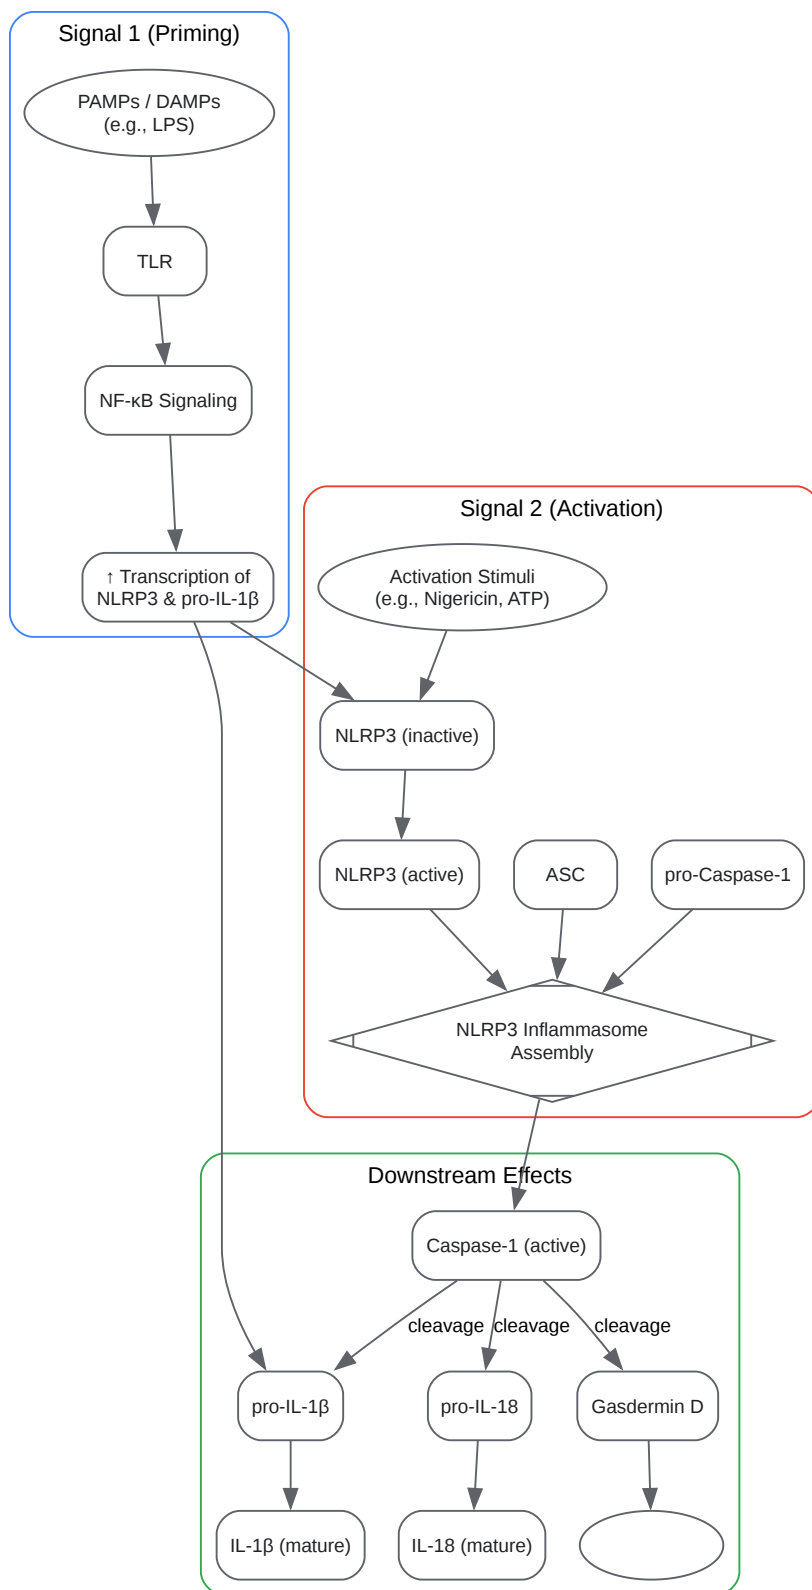 Signal 1 (Priming)
PAMPs / DAMPs
(e.g., LPS)
TLR
NF-κB Signaling
↑ Transcription of
NLRP3 & pro-IL-1β
Signal 2 (Activation)
Activation Stimuli
(e.g., Nigericin, ATP)
NLRP3 (inactive)
NLRP3 (active)
ASC
pro-Caspase-1
NLRP3 Inflammasome
Assembly
Downstream Effects
Caspase-1 (active)
cleavage
cleavage
cleavage
pro-IL-1β
pro-IL-18
Gasdermin D
IL-1β (mature)
IL-18 (mature)